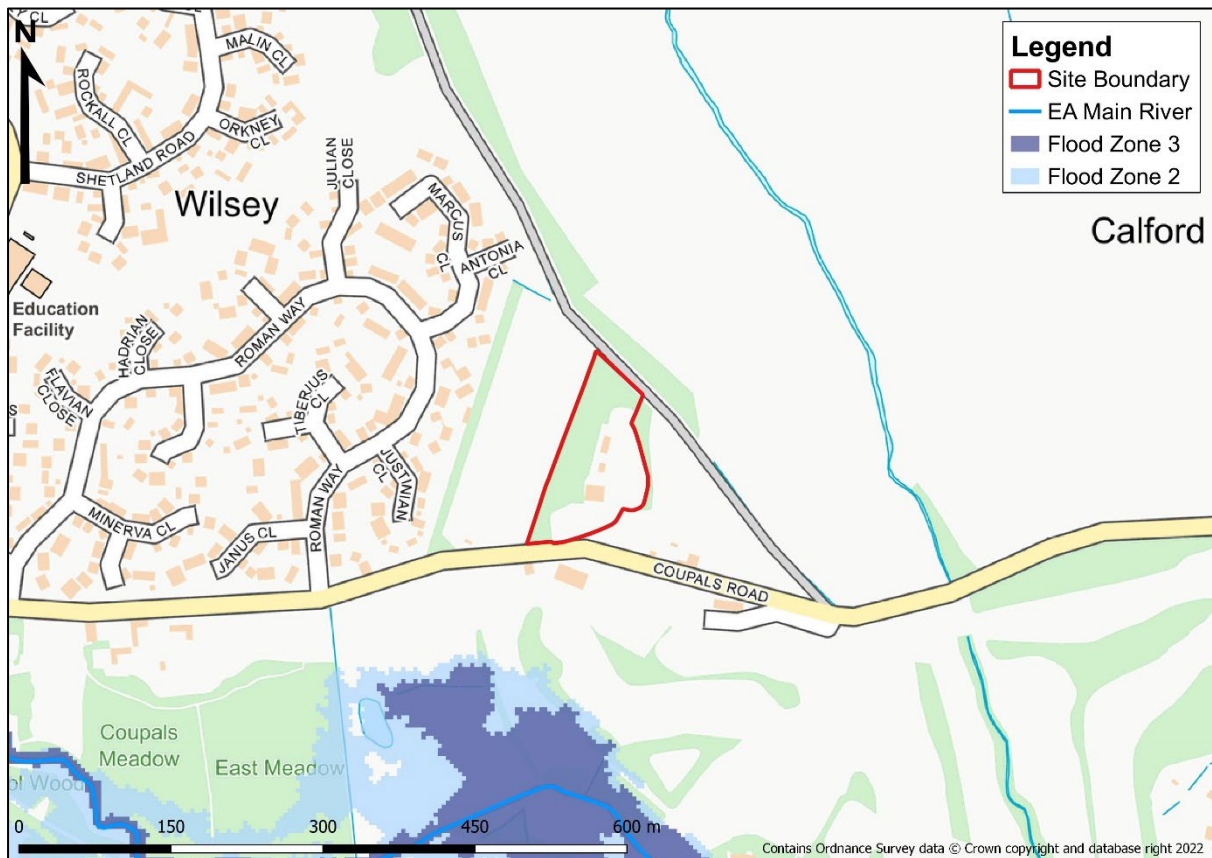 CL
N
MALIN CL
ROCKALL CL
ORKNEY
CL
SHETLAND ROAD
Wilsey
JULIAN
CLOSE
MARCUS
CL
ANTONIA
CL
Legend
Site Boundary
EA Main River
Flood Zone 3
Flood Zone 2
Calford
Education
Facility
HADRIAN
CLOSE
ROMAN WAY
FLAVIAN
CLOSE
S
TIBERIUS
CL
JUSTINIAN
CL
MINERVA CL
JANUS CL
ROMAN WAY
COUPALS ROAD
Coupals
Meadow
East Meadow
ol Wood
0 150 300 450 600 m
Contains Ordnance Survey data © Crown copyright and database right 2022